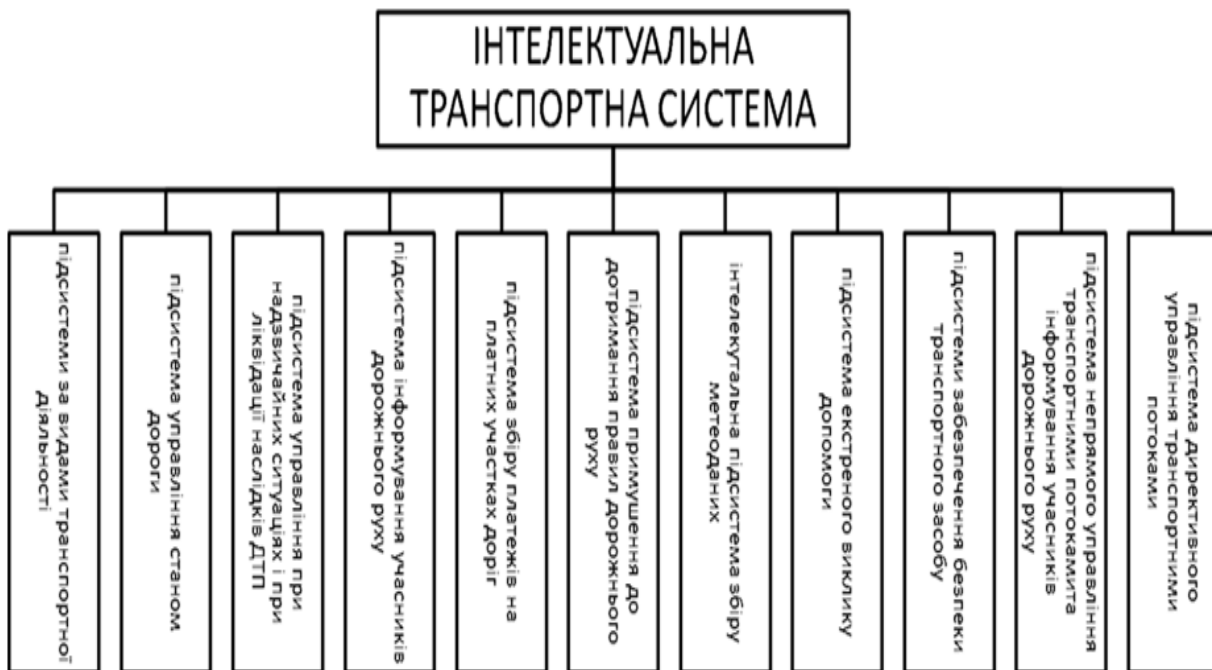 ІНТЕЛЕКТУАЛЬНА
ТРАНСПОРТНА СИСТЕМА
підсистеми за видами транспортної
діяльності
підсистема управління станом
дороги
підсистема управління при
надзвичайних ситуаціях і при
ліквідації наслідків ДТП
підсистема інформування учасників
дорожнього руху
підсистема збіру платежів на
платних участках доріг
підсистема примушення до
дотримання правил дорожнього
руху
інтелекутальна підсистема збіру
метеоданих
підсистема екстреного виклику
допомоги
підсистеми забезпечення безпеки
транспортного засобу
підсистема непрямого управління
транспортними потокамита
інформування учасників
дорожнього руху
підсистема директивного
управління транспортними
потоками